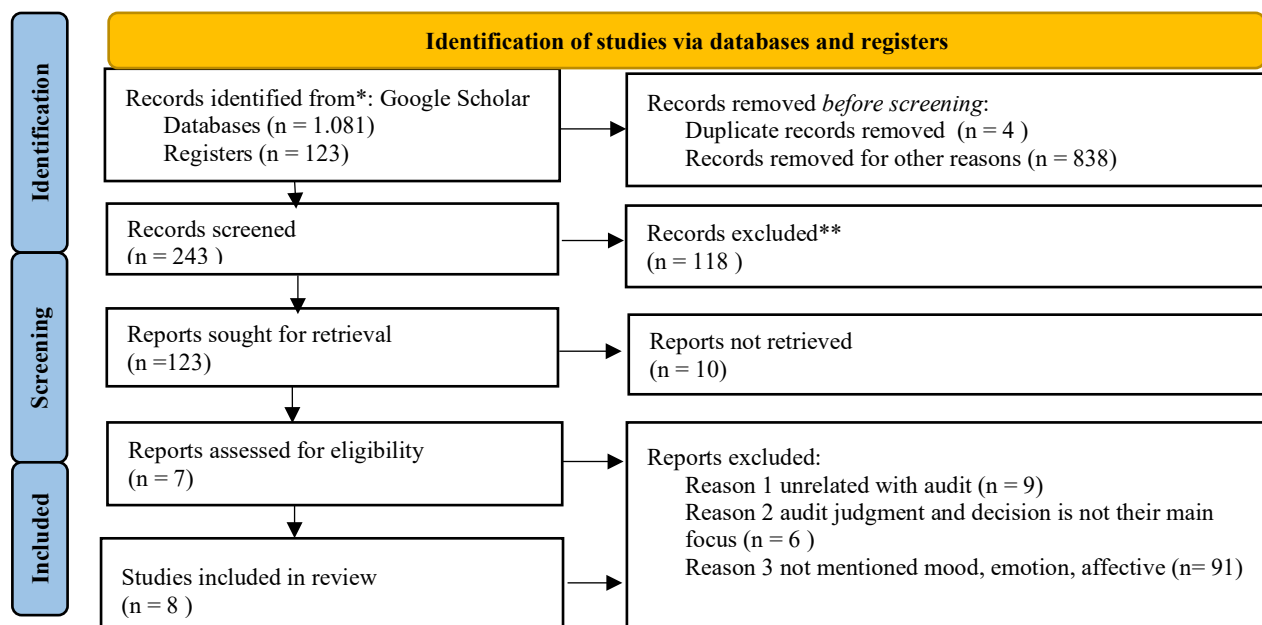 Identification of studies via databases and registers
Identification
Records identified from*: Google Scholar
Databases (n = 1.081)
Registers (n = 123)
Records removed before screening:
Duplicate records removed  (n = 4 )
Records removed for other reasons (n = 838)
Records screened
(n = 243 )
Records excluded**
(n = 118 )
Screening
Reports sought for retrieval
(n =123)
Reports not retrieved
(n = 10)
Reports assessed for eligibility
(n = 7)
Reports excluded:
Reason 1 unrelated with audit (n = 9)
Reason 2 audit judgment and decision is not their main
focus (n = 6 )
Reason 3 not mentioned mood, emotion, affective (n= 91)
Included
Studies included in review
(n = 8 )